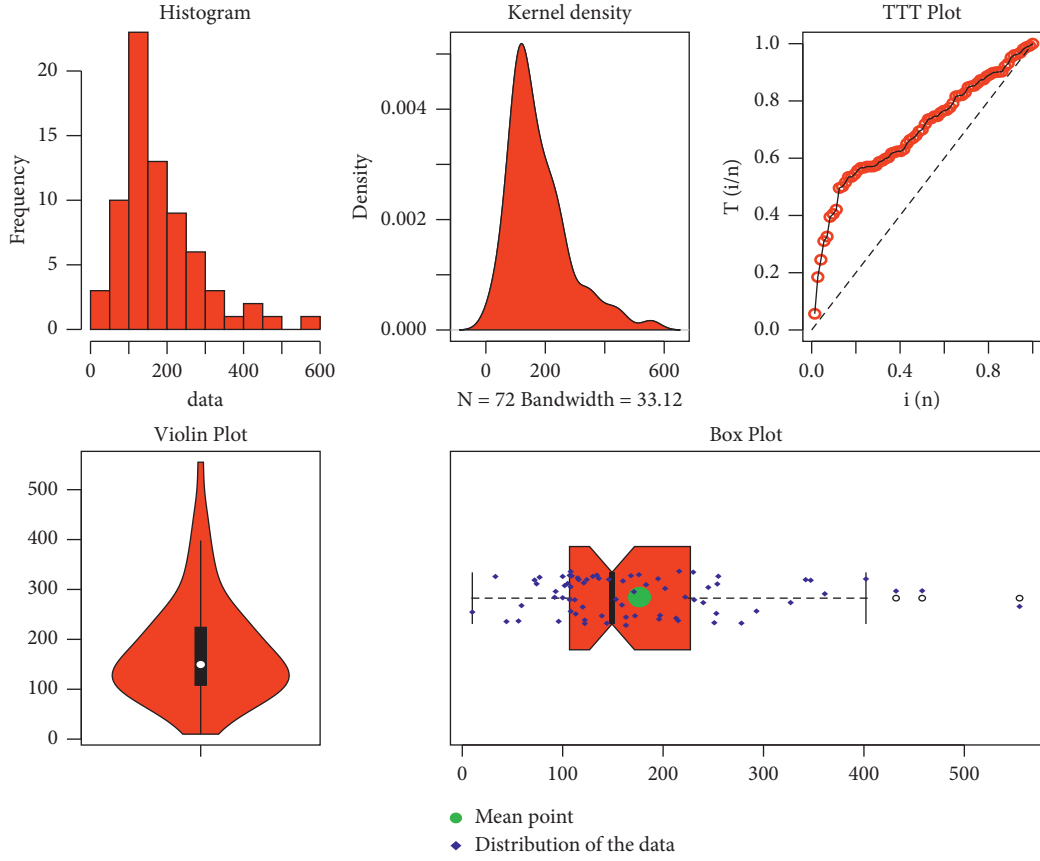 Histogram
Frequency
20
15
10
5
0
0 200 400 600
data
Kernel density
Density
0.004
0.002
0.000
0 200 600
N = 72 Bandwidth = 33.12
TTT Plot
T (i/n)
1.0
0.8
0.6
0.4
0.2
0.0
0.0 0.4 0.8
i (n)
Violin Plot
500
400
300
200
100
0
Box Plot
0 100 200 300 400 500
Mean point
Distribution of the data